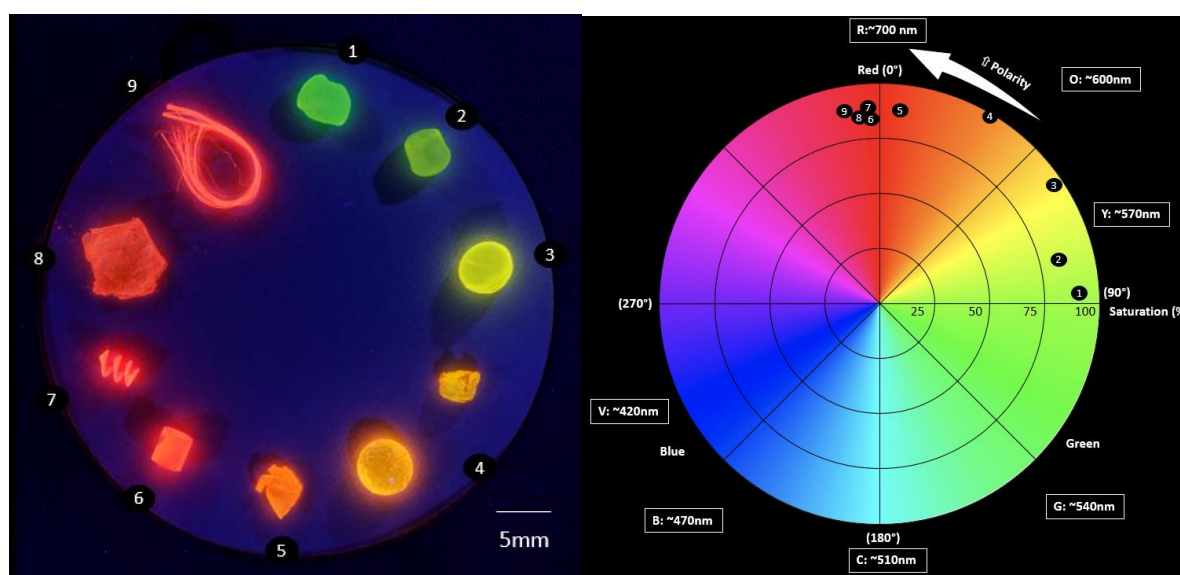 1
2
3
4
5
6
7
8
9
5mm
R:~700 nm
⇧ Polarity
Red (0°)
O: ~600nm
9 8 7 6 5 4
3
Y: ~570nm
2
1
(90°)
(270°)
25 50 75 100 Saturation (%
V: ~420nm
Blue
Green
B: ~470nm
G: ~540nm
(180°)
C: ~510nm